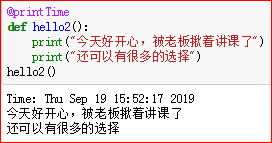 @printTime
def hello2():
    print("今天好开心，被老板揪着讲课了")
    print("还可以有很多的选择")
hello2()
Time: Thu Sep 19 15:52:17 2019
今天好开心，被老板揪着讲课了
还可以有很多的选择